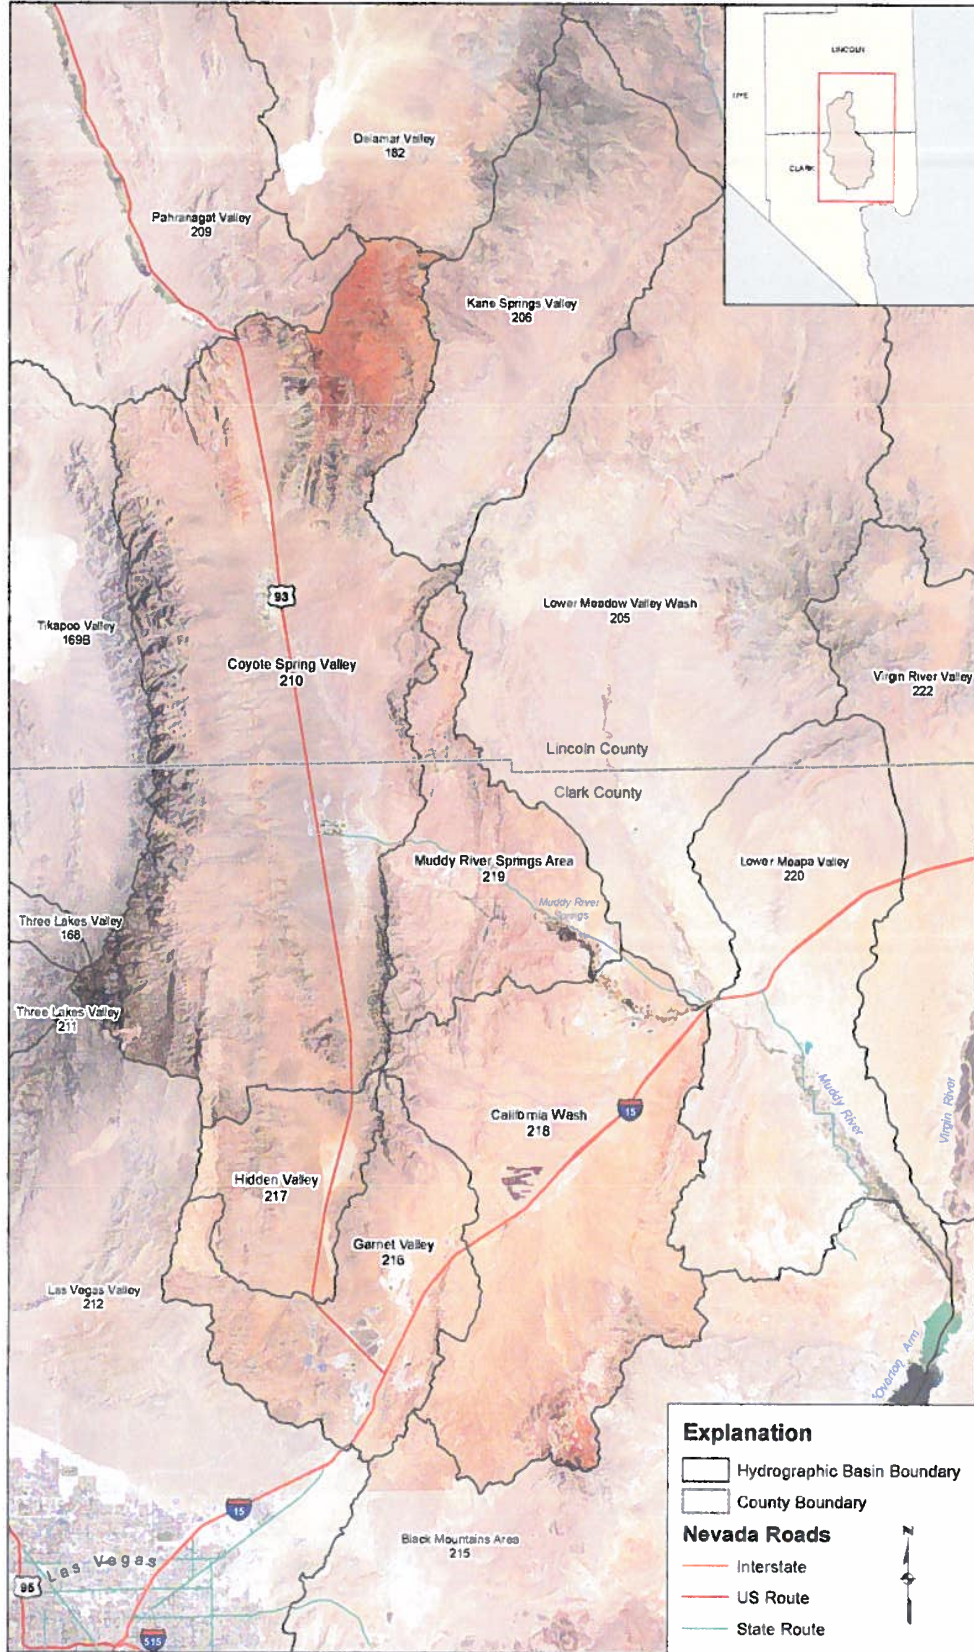 LINCOLN
NYE
CLARK
Delamar Valley
182
Pahranagat Valley
209
Kane Springs Valley
206
93
Lower Meadow Valley Wash
205
Tikapoo Valley
169B
Coyote Spring Valley
210
Virgin River Valley
222
Lincoln County
Clark County
Muddy River Springs Area
219
Lower Moapa Valley
220
Muddy River
Springs
Three Lakes Valley
168
Three Lakes Valley
211
California Wash
218
15
Muddy River
Virgin River
Hidden Valley
217
Garnet Valley
216
Las Vegas Valley
212
Overton Arm
Black Mountains Area
215
15
Las Vegas
95
515
Explanation
Hydrographic Basin Boundary
County Boundary
Nevada Roads
Interstate
US Route
State Route
N